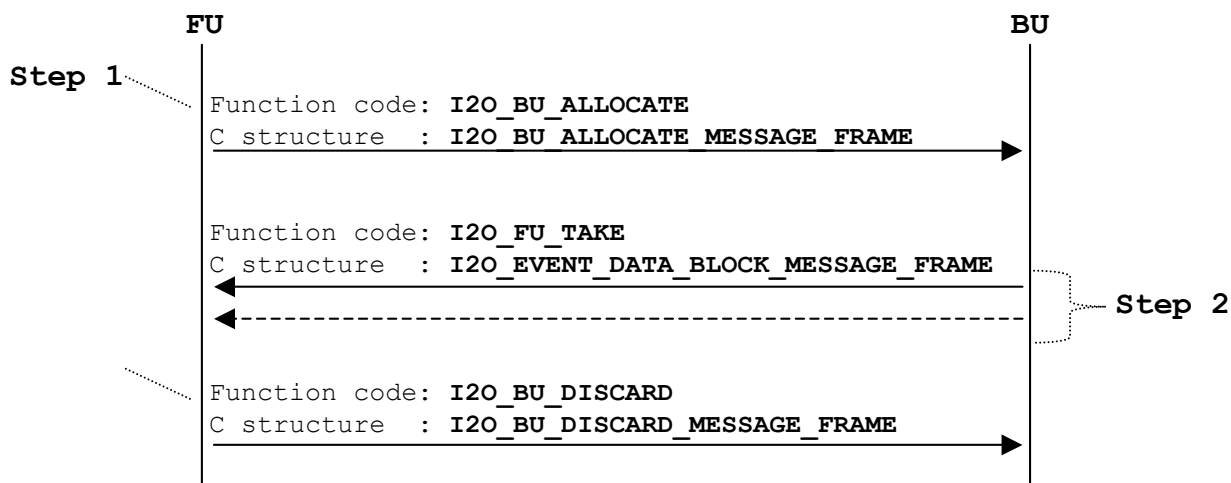 FU BU
Step 1
Function code: I2O_BU_ALLOCATE
C structure : I2O_BU_ALLOCATE_MESSAGE_FRAME
Function code: I2O_FU_TAKE
C structure : I2O_EVENT_DATA_BLOCK_MESSAGE_FRAME
Step 2
Function code: I2O_BU_DISCARD
C structure : I2O_BU_DISCARD_MESSAGE_FRAME